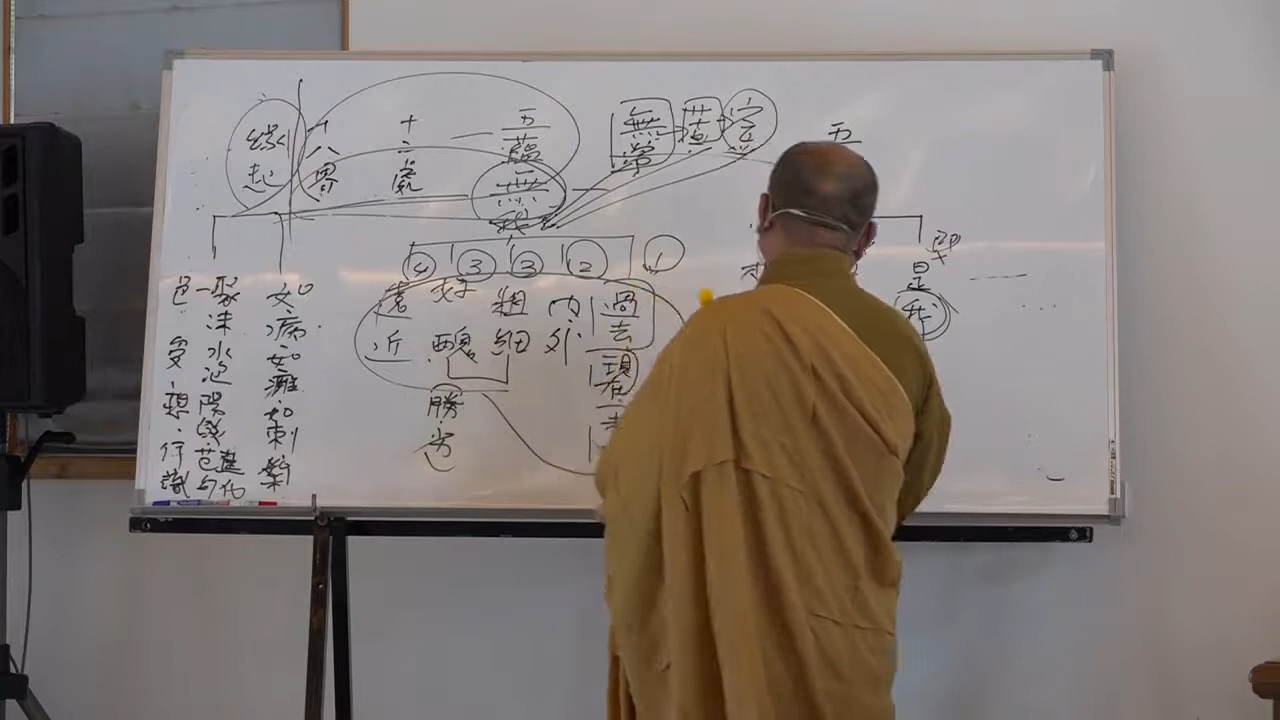 緣起
十八界
十二處
五蘊
無我
無常
苦
空
五
④ ③ ③ ② ①
遠近
好醜
粗細
內外
過去
現在
勝劣
即是我
如病如癰如刺如殺
聚沫水泡陽燄芭蕉幻化
色受想行識